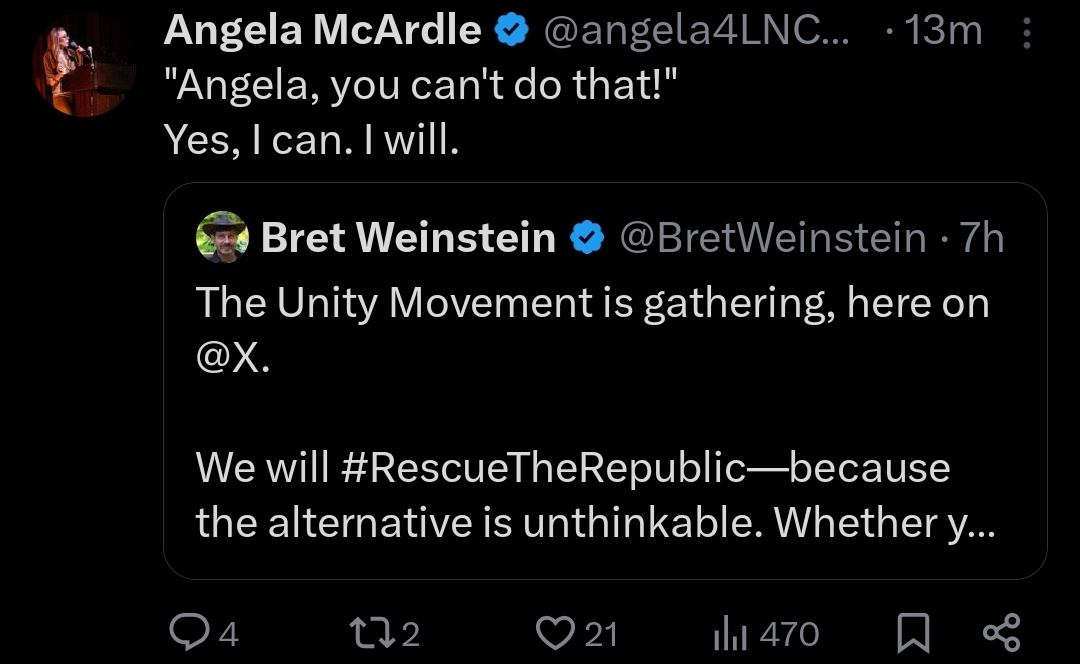 Angela McArdle @angela4LNC... · 13m
"Angela, you can't do that!"
Yes, I can. I will.
Bret Weinstein @BretWeinstein · 7h
The Unity Movement is gathering, here on
@X.
We will #RescueTheRepublic—because
the alternative is unthinkable. Whether y...
4 2 21 470